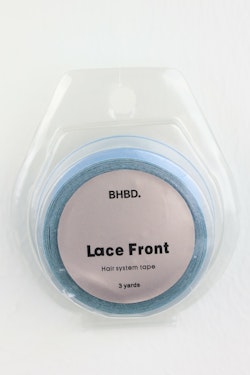 BHBD.
Lace Front
Hair system tape
3 yards